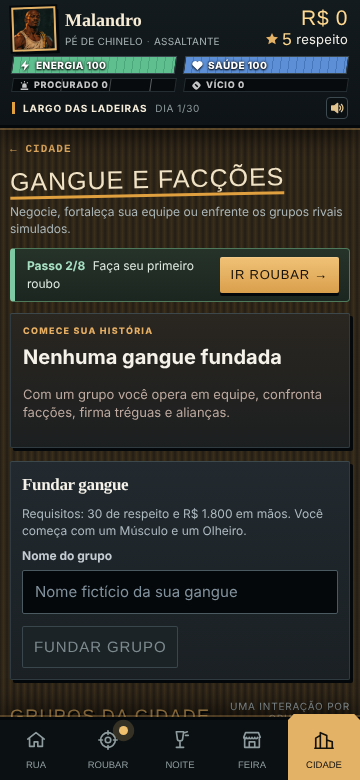 Malandro
R$ 0
PÉ DE CHINELO · ASSALTANTE
5 respeito
ENERGIA 100
SAÚDE 100
PROCURADO 0
VÍCIO 0
LARGO DAS LADEIRAS DIA 1/30
← CIDADE
GANGUE E FACÇÕES
Negocie, fortaleça sua equipe ou enfrente os grupos rivais
simulados.
Passo 2/8 Faça seu primeiro
roubo
IR ROUBAR →
COMECE SUA HISTÓRIA
Nenhuma gangue fundada
Com um grupo você opera em equipe, confronta
facções, firma tréguas e alianças.
Fundar gangue
Requisitos: 30 de respeito e R$ 1.800 em mãos. Você
começa com um Músculo e um Olheiro.
Nome do grupo
Nome fictício da sua gangue
FUNDAR GRUPO
GRUPOS DA CIDADE
UMA INTERAÇÃO POR
RUA
ROUBAR
NOITE
FEIRA
CIDADE